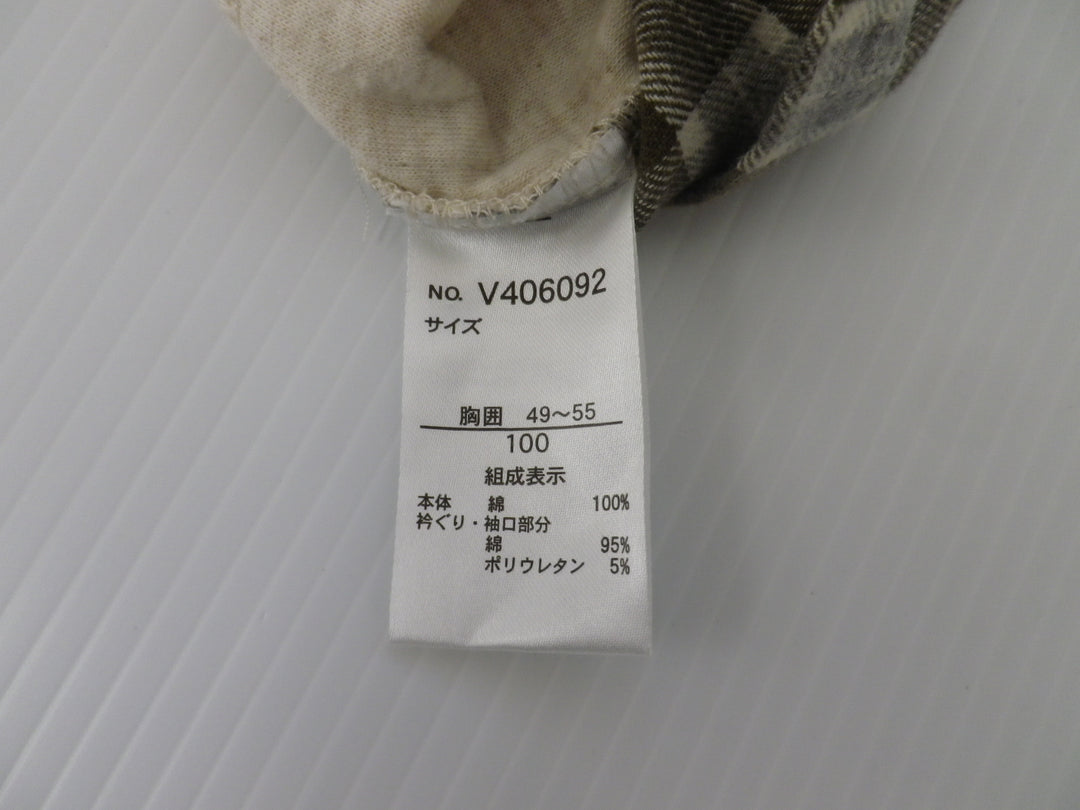 NO. V406092
サイズ
胸囲 49～55
100
組成表示
本体 綿 100%
衿ぐり・袖口部分
綿 95%
ポリウレタン 5%